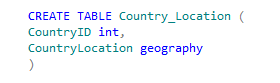 CREATE TABLE Country_Location (
CountryID int,
CountryLocation geography
)